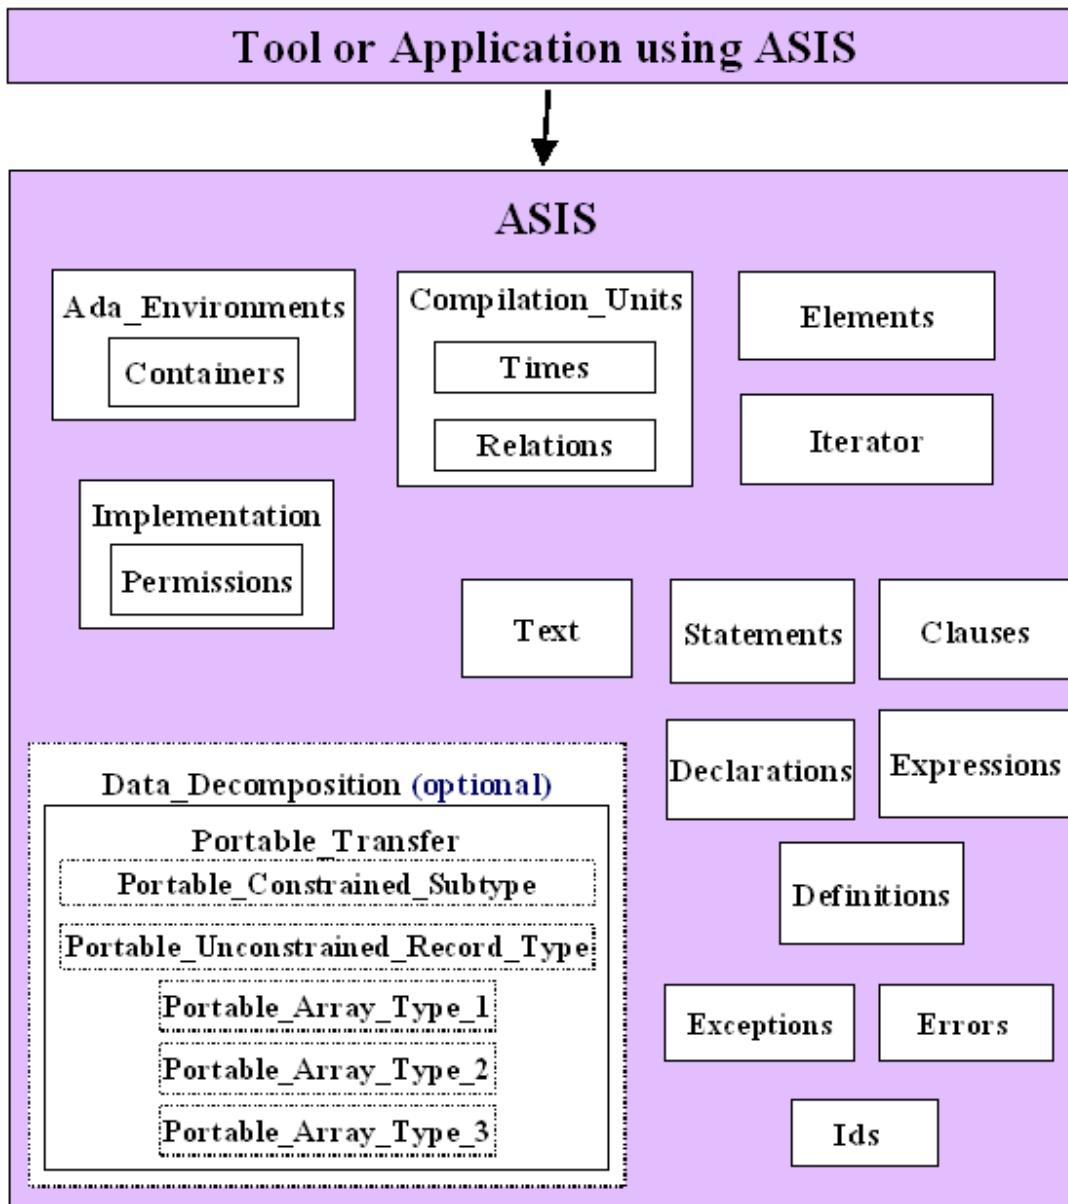 Tool or Application using ASIS
ASIS
Ada_Environments
Containers
Compilation_Units
Times
Relations
Elements
Iterator
Implementation
Permissions
Text
Statements
Clauses
Declarations
Expressions
Definitions
Exceptions
Errors
Ids
Data_Decomposition (optional)
Portable_Transfer
Portable_Constrained_Subtype
Portable_Unconstrained_Record_Type
Portable_Array_Type_1
Portable_Array_Type_2
Portable_Array_Type_3